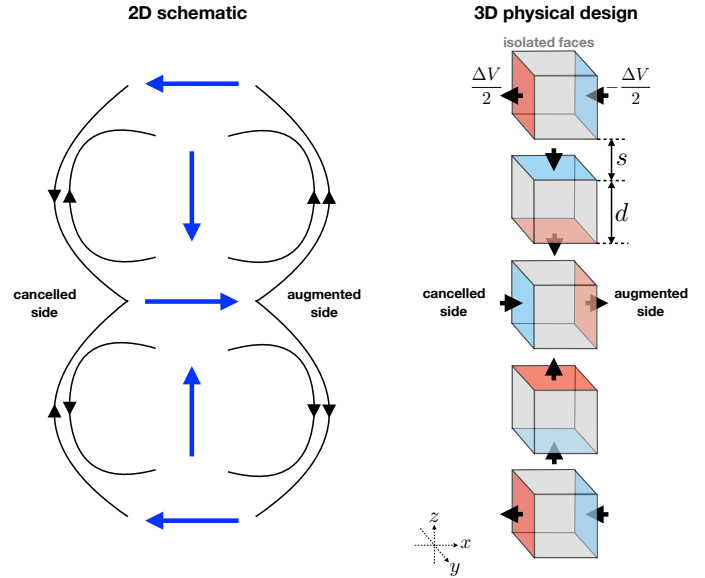 2D schematic
3D physical design
isolated faces
ΔV/2
-ΔV/2
s
d
cancelled side
augmented side
cancelled side
augmented side
z
x
y